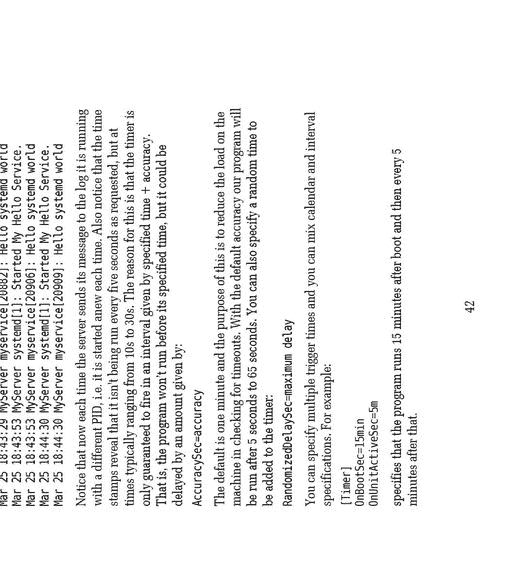 Mar 25 18:43:29 MyServer myservice[20882]: Hello systemd world
Mar 25 18:43:53 MyServer systemd[1]: Started My Hello Service.
Mar 25 18:43:53 MyServer myservice[20906]: Hello systemd world
Mar 25 18:44:30 MyServer systemd[1]: Started My Hello Service.
Mar 25 18:44:30 MyServer myservice[20909]: Hello systemd world
Notice that now each time the server sends its message to the log it is running
with a different PID, i.e. it is started anew each time. Also notice that the time
stamps reveal that it isn't being run every five seconds as requested, but at
times typically ranging from 10s to 30s. The reason for this is that the timer is
only guaranteed to fire in an interval given by specified time + accuracy.
That is, the program won't run before its specified time, but it could be
delayed by an amount given by:
AccuracySec=accuracy
The default is one minute and the purpose of this is to reduce the load on the
machine in checking for timeouts. With the default accuracy our program will
be run after 5 seconds to 65 seconds. You can also specify a random time to
be added to the timer:
RandomizedDelaySec=maximum delay
You can specify multiple trigger times and you can mix calendar and interval
specifications. For example:
[Timer]
OnBootSec=15min
OnUnitActiveSec=5m
specifies that the program runs 15 minutes after boot and then every 5
minutes after that.
42